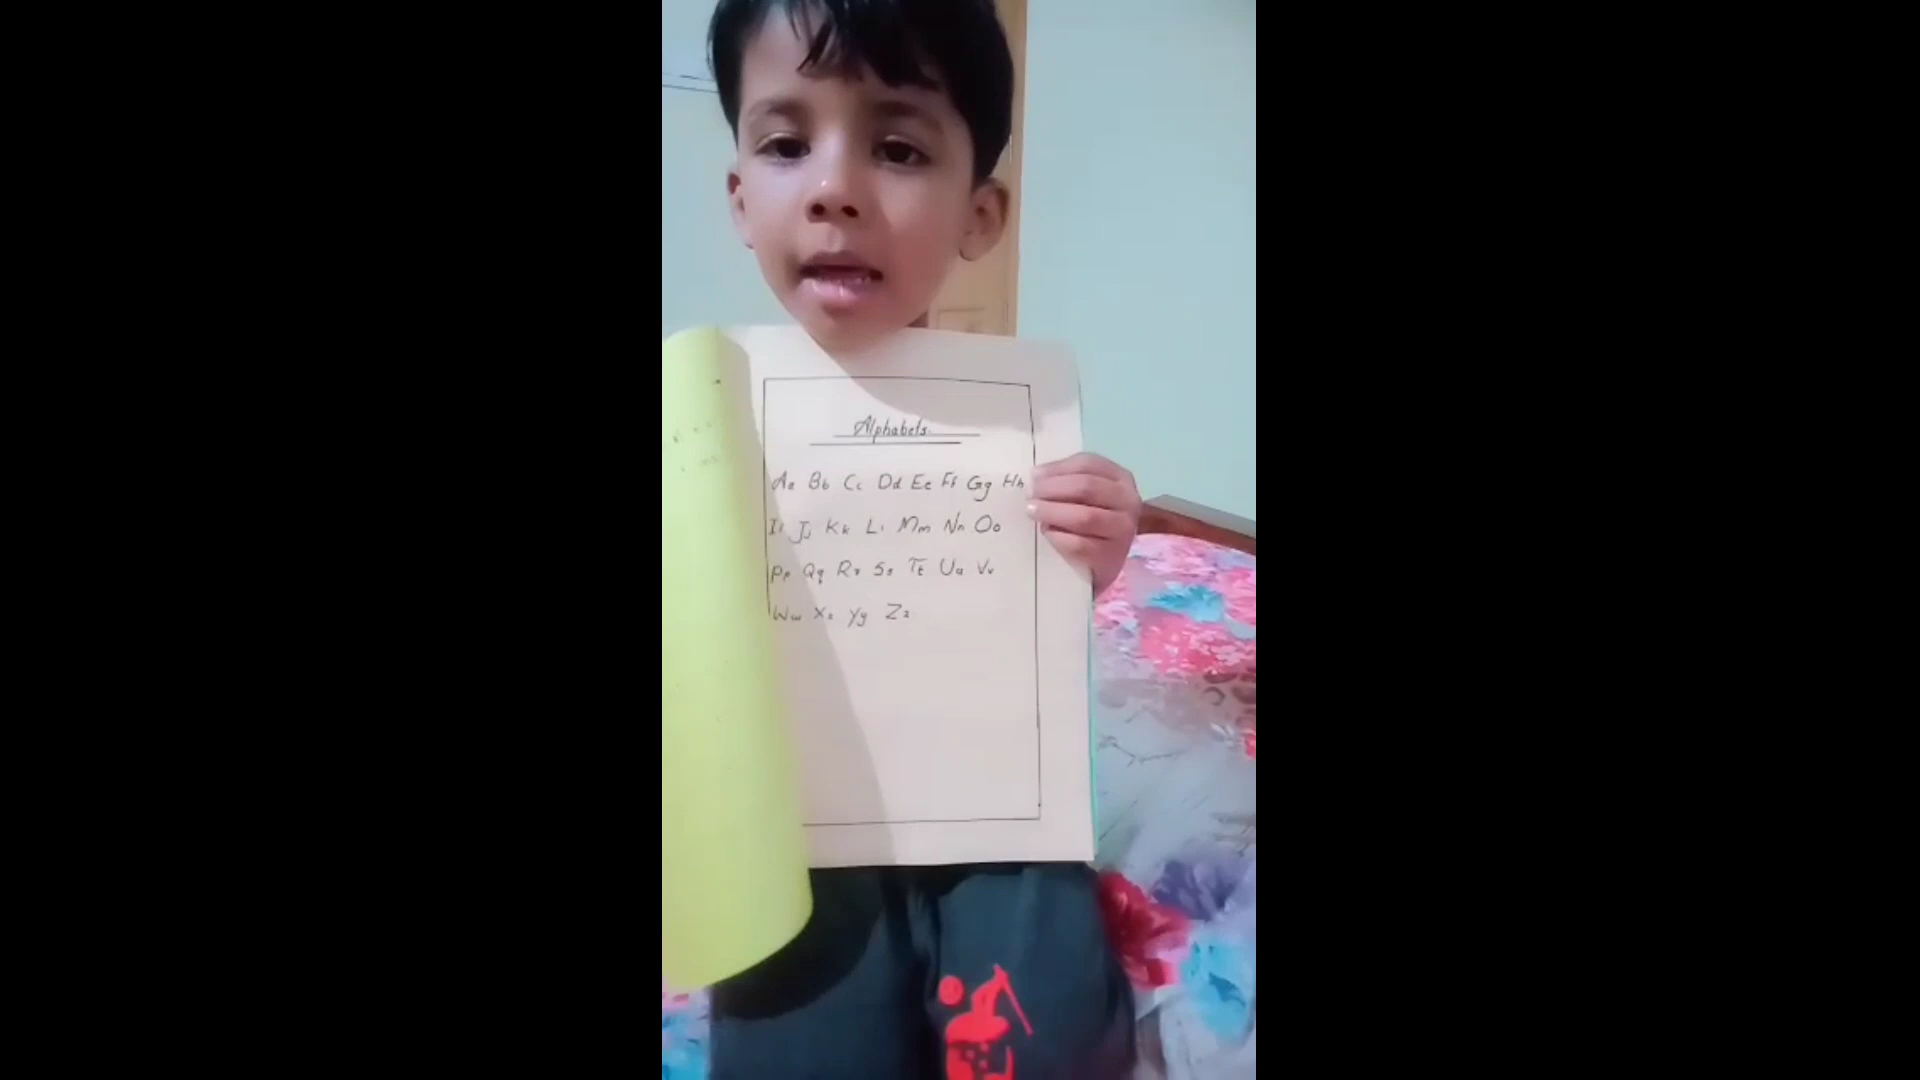 Alphabets
Aa Bb Cc Dd Ee Ff Gg Hh
Ii Jj Kk Ll Mm Nn Oo
Pp Qq Rr Ss Tt Uu Vv
Ww Xx Yy Zz